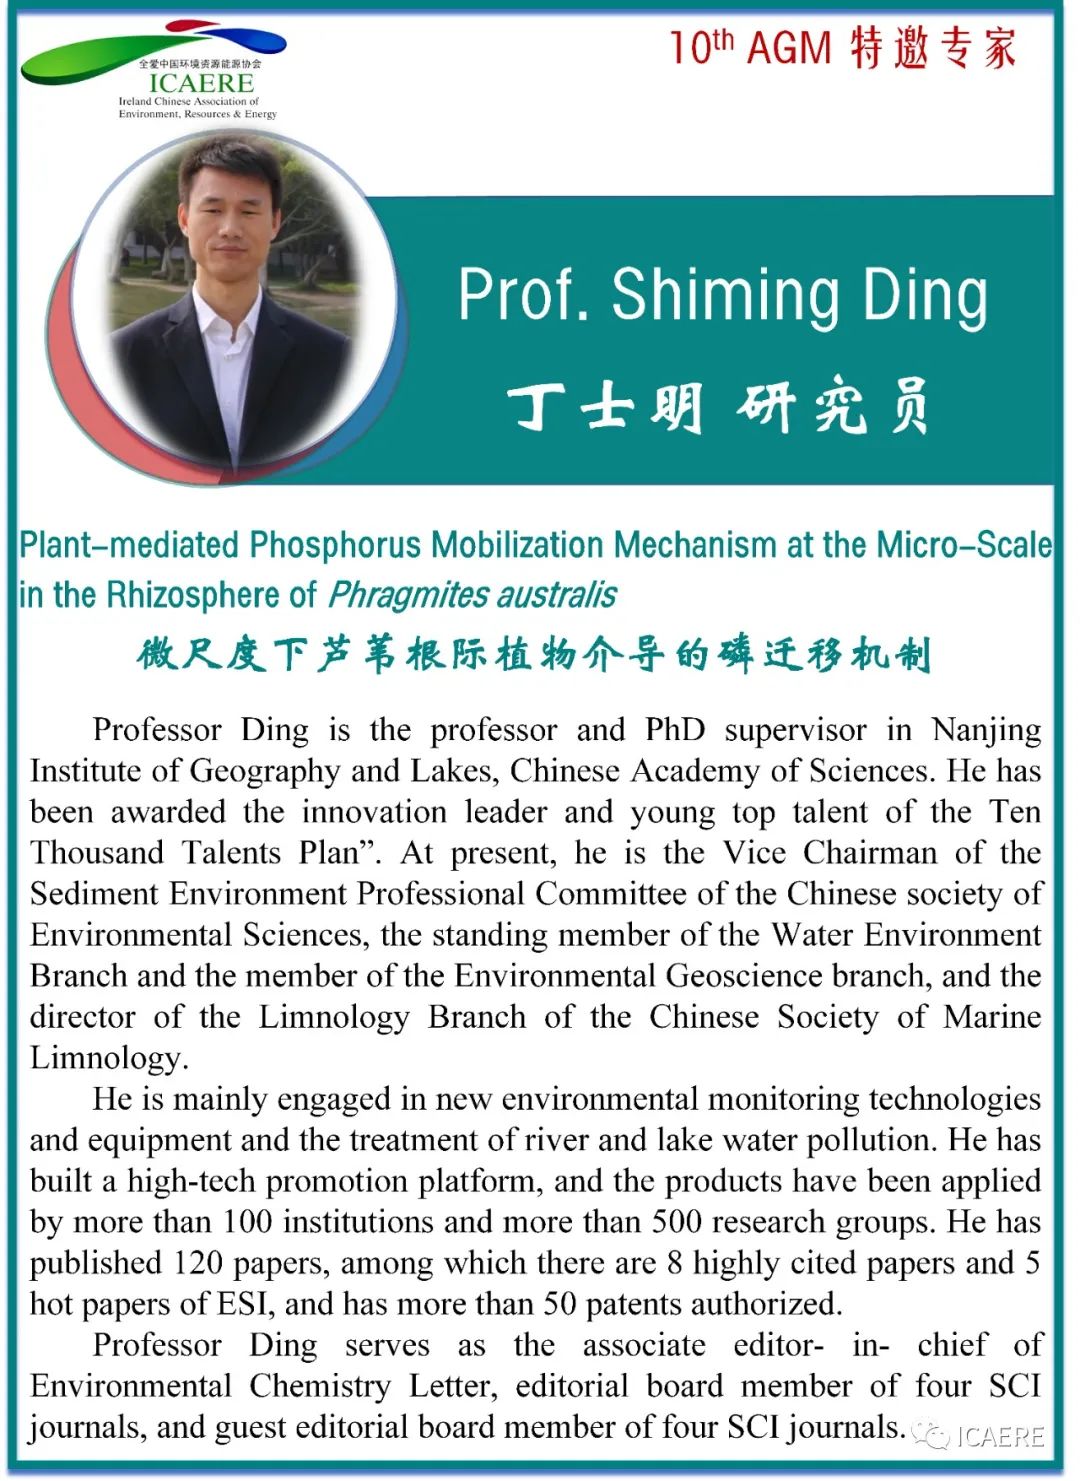 全爱中国环境资源能源协会
ICAERE
Ireland Chinese Association of
Environment, Resources & Energy
10th AGM 特邀专家
Prof. Shiming Ding
丁士明 研究员
Plant-mediated Phosphorus Mobilization Mechanism at the Micro-Scale
in the Rhizosphere of Phragmites australis
微尺度下芦苇根际植物介导的磷迁移机制
Professor Ding is the professor and PhD supervisor in Nanjing
Institute of Geography and Lakes, Chinese Academy of Sciences. He has
been awarded the innovation leader and young top talent of the Ten
Thousand Talents Plan”. At present, he is the Vice Chairman of the
Sediment Environment Professional Committee of the Chinese society of
Environmental Sciences, the standing member of the Water Environment
Branch and the member of the Environmental Geoscience branch, and the
director of the Limnology Branch of the Chinese Society of Marine
Limnology.
He is mainly engaged in new environmental monitoring technologies
and equipment and the treatment of river and lake water pollution. He has
built a high-tech promotion platform, and the products have been applied
by more than 100 institutions and more than 500 research groups. He has
published 120 papers, among which there are 8 highly cited papers and 5
hot papers of ESI, and has more than 50 patents authorized.
Professor Ding serves as the associate editor- in- chief of
Environmental Chemistry Letter, editorial board member of four SCI
journals, and guest editorial board member of four SCI journals.
ICAERE